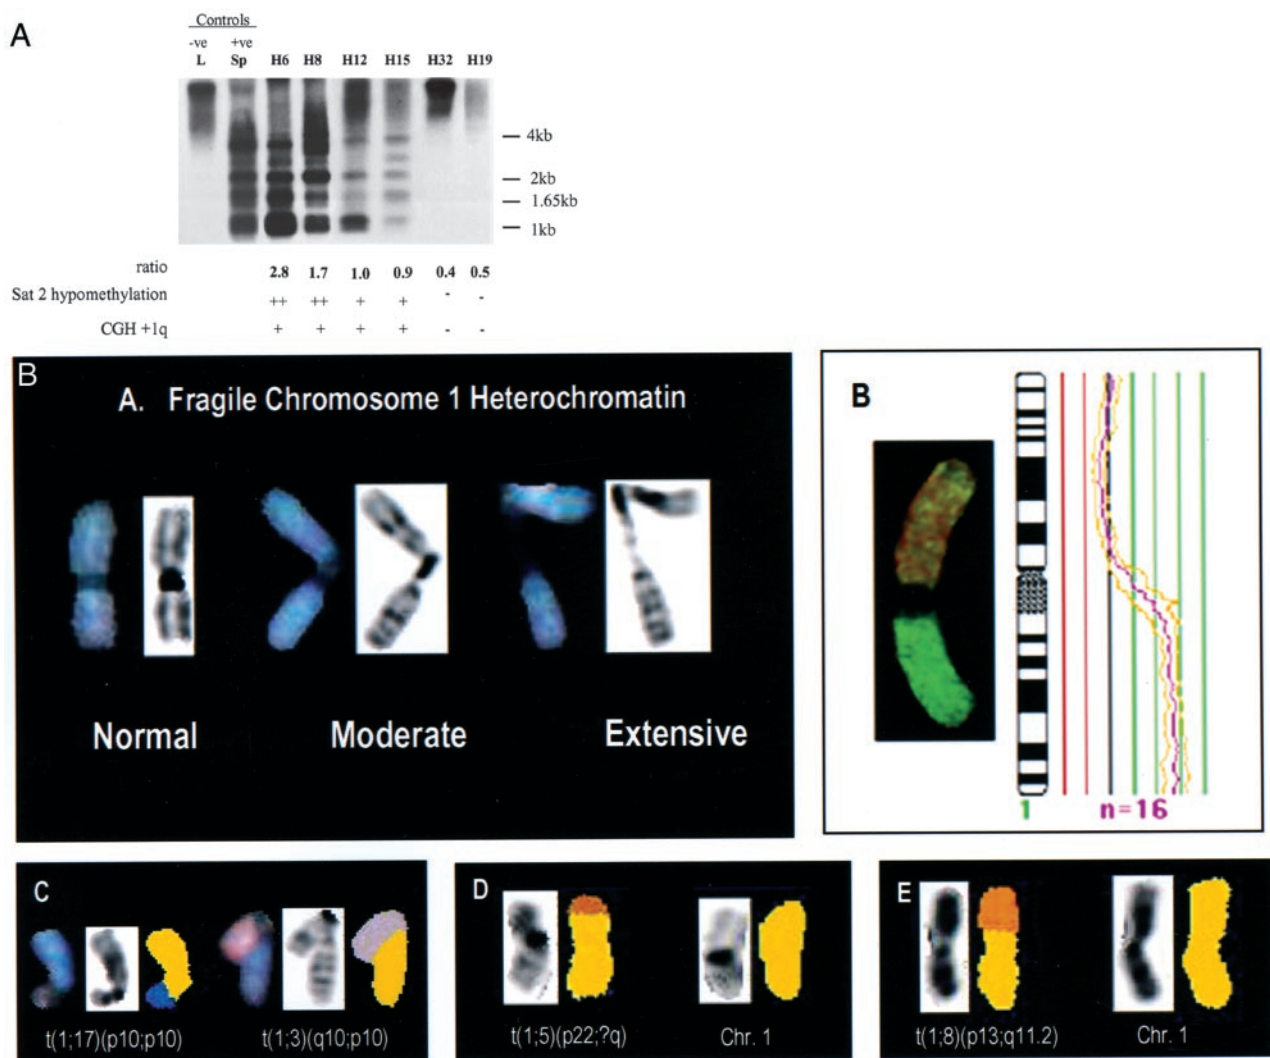 A
Controls
-ve +ve
L Sp H6 H8 H12 H15 H32 H19
4kb
2kb
1.65kb
1kb
ratio 2.8 1.7 1.0 0.9 0.4 0.5
Sat 2 hypomethylation ++ ++ + + - -
CGH +1q + + + + - -
B
A. Fragile Chromosome 1 Heterochromatin
Normal Moderate Extensive
B
1 n=16
C
t(1;17)(p10;p10) t(1;3)(q10;p10)
D
t(1;5)(p22;?q) Chr. 1
E
t(1;8)(p13;q11.2) Chr. 1